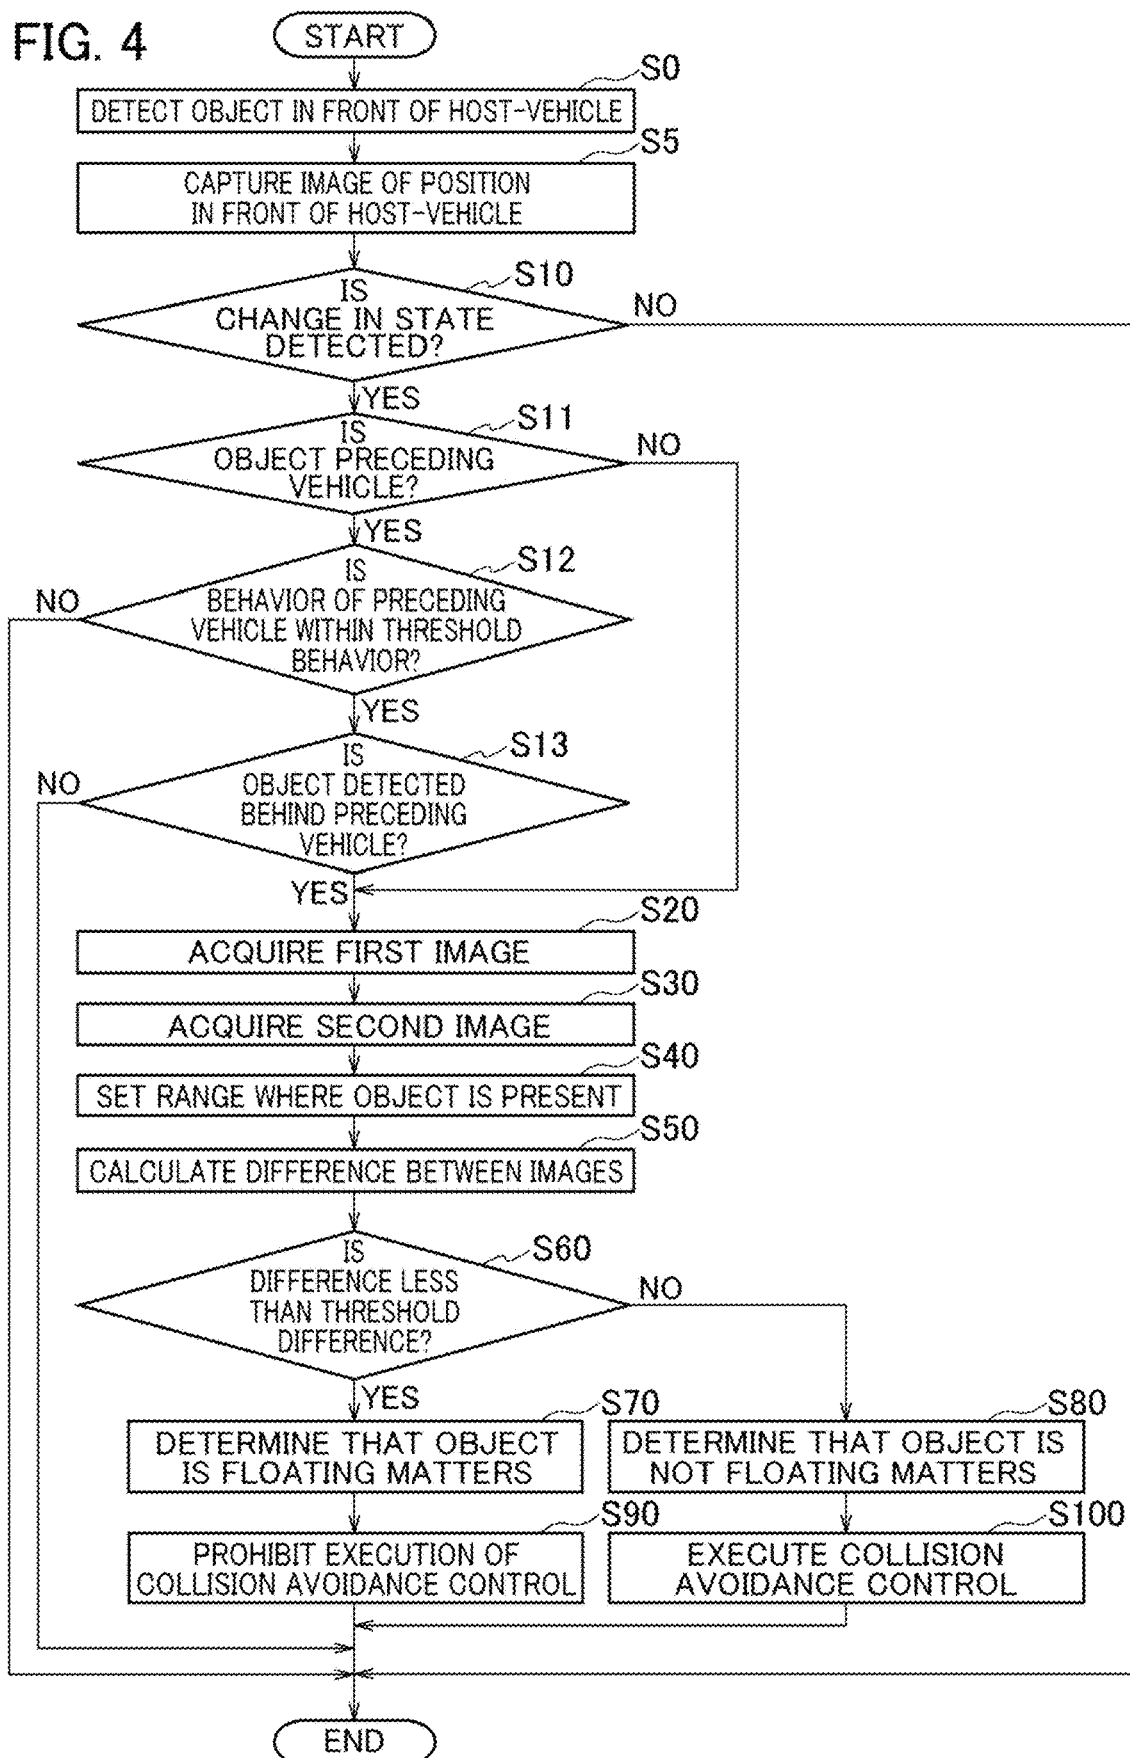 FIG. 4
START
S0
DETECT OBJECT IN FRONT OF HOST-VEHICLE
S5
CAPTURE IMAGE OF POSITION
IN FRONT OF HOST-VEHICLE
S10
IS
CHANGE IN STATE
DETECTED?
NO
YES
S11
IS
OBJECT PRECEDING
VEHICLE?
NO
YES
S12
IS
BEHAVIOR OF PRECEDING
VEHICLE WITHIN THRESHOLD
BEHAVIOR?
NO
YES
S13
IS
OBJECT DETECTED
BEHIND PRECEDING
VEHICLE?
NO
YES
S20
ACQUIRE FIRST IMAGE
S30
ACQUIRE SECOND IMAGE
S40
SET RANGE WHERE OBJECT IS PRESENT
S50
CALCULATE DIFFERENCE BETWEEN IMAGES
S60
IS
DIFFERENCE LESS
THAN THRESHOLD
DIFFERENCE?
NO
YES
S70
DETERMINE THAT OBJECT
IS FLOATING MATTERS
S80
DETERMINE THAT OBJECT IS
NOT FLOATING MATTERS
S90
PROHIBIT EXECUTION OF
COLLISION AVOIDANCE CONTROL
S100
EXECUTE COLLISION
AVOIDANCE CONTROL
END